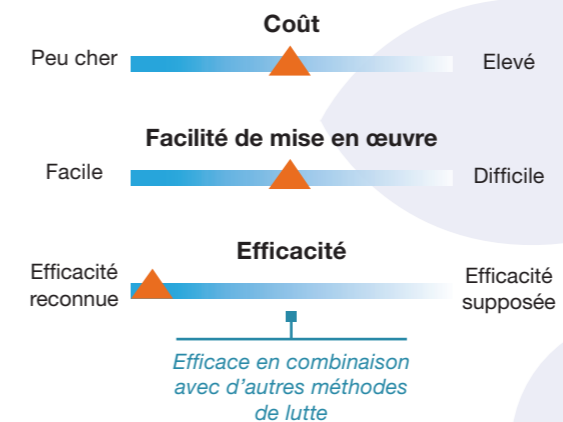 Coût
Peu cher
Elevé
Facilité de mise en œuvre
Facile
Difficile
Efficacité
Efficacité
reconnue
Efficacité
supposée
Efficace en combinaison
avec d’autres méthodes
de lutte